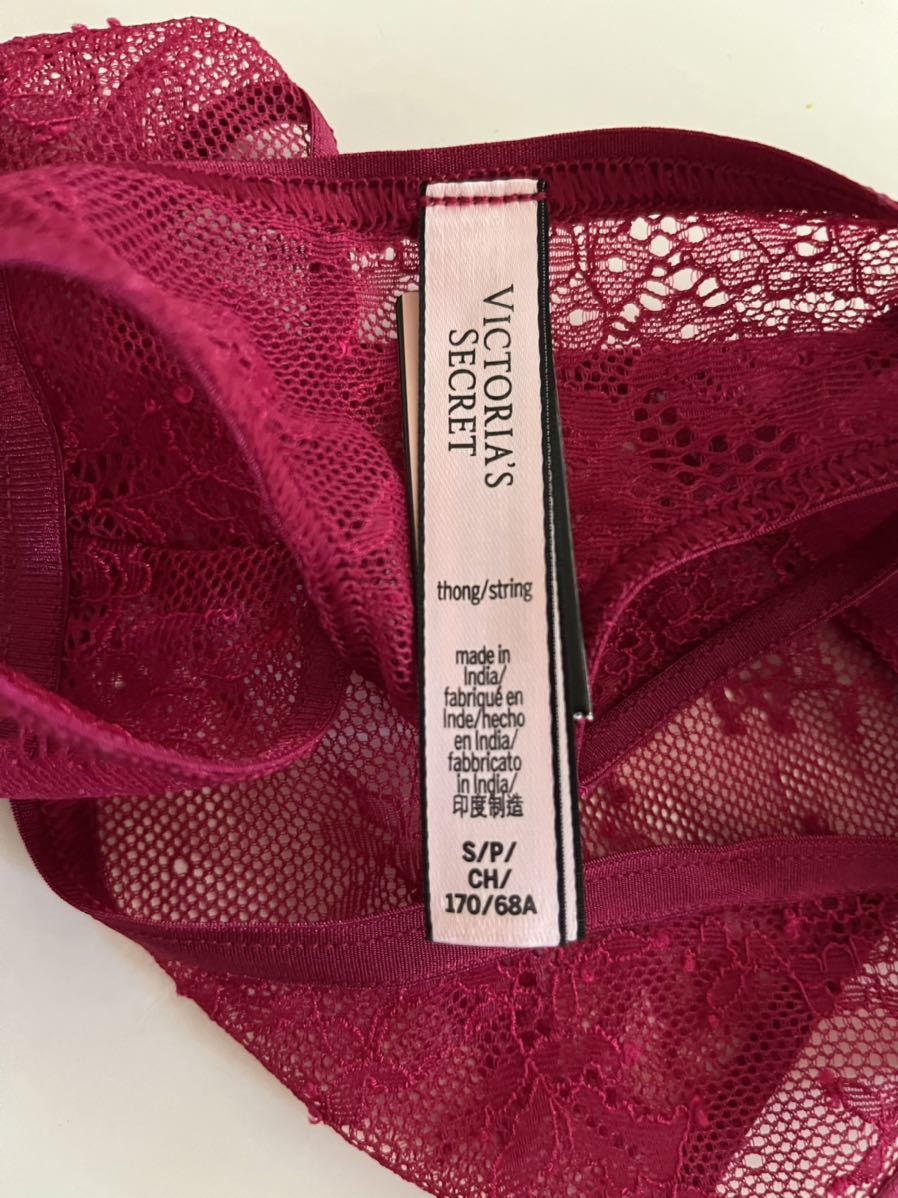 VICTORIA'S
SECRET
thong/string
made in
India/
fabriqué en
Inde/hecho
en India/
fabbricato
in India/
印度制造
S/P/
CH/
170/68A